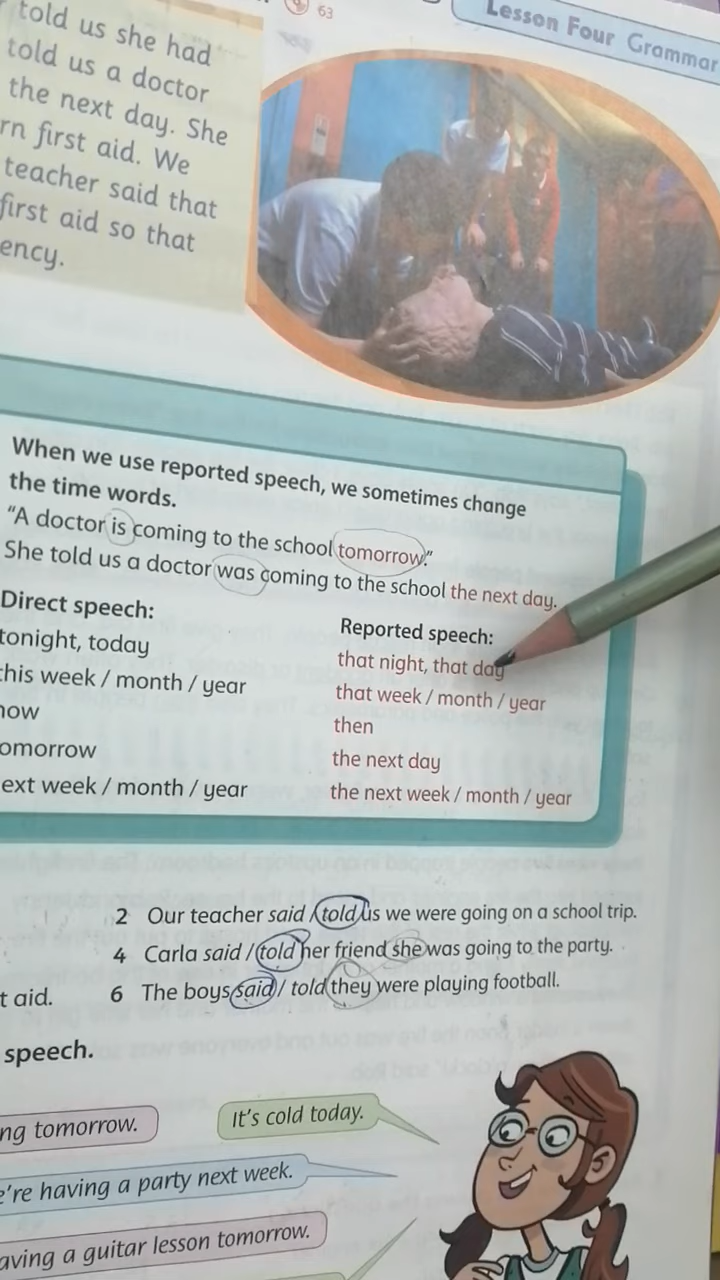 63
Lesson Four Grammar
told us she had
told us a doctor
the next day. She
rn first aid. We
teacher said that
first aid so that
ency.
When we use reported speech, we sometimes change
the time words.
"A doctor is coming to the school tomorrow."
She told us a doctor was coming to the school the next day.
Direct speech:
tonight, today
this week / month / year
now
omorrow
ext week / month / year
Reported speech:
that night, that day
that week / month / year
then
the next day
the next week / month / year
2 Our teacher said / told us we were going on a school trip.
4 Carla said / told her friend she was going to the party.
t aid. 6 The boys said / told they were playing football.
speech.
ng tomorrow.
It's cold today.
e're having a party next week.
aving a guitar lesson tomorrow.